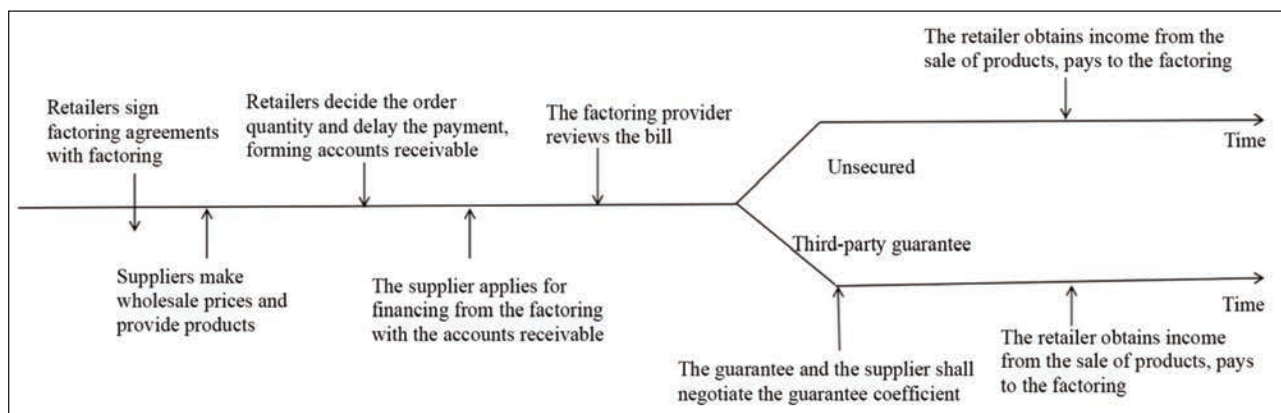 Retailers sign
factoring agreements
with factoring
Suppliers make
wholesale prices and
provide products
Retailers decide the order
quantity and delay the payment,
forming accounts receivable
The supplier applies for
financing from the factoring
with the accounts receivable
The factoring provider
reviews the bill
The retailer obtains income from the
sale of products, pays to the factoring
Time
Unsecured
Third-party guarantee
Time
The guarantee and the supplier shall
negotiate the guarantee coefficient
The retailer obtains income
from the sale of products, pays
to the factoring